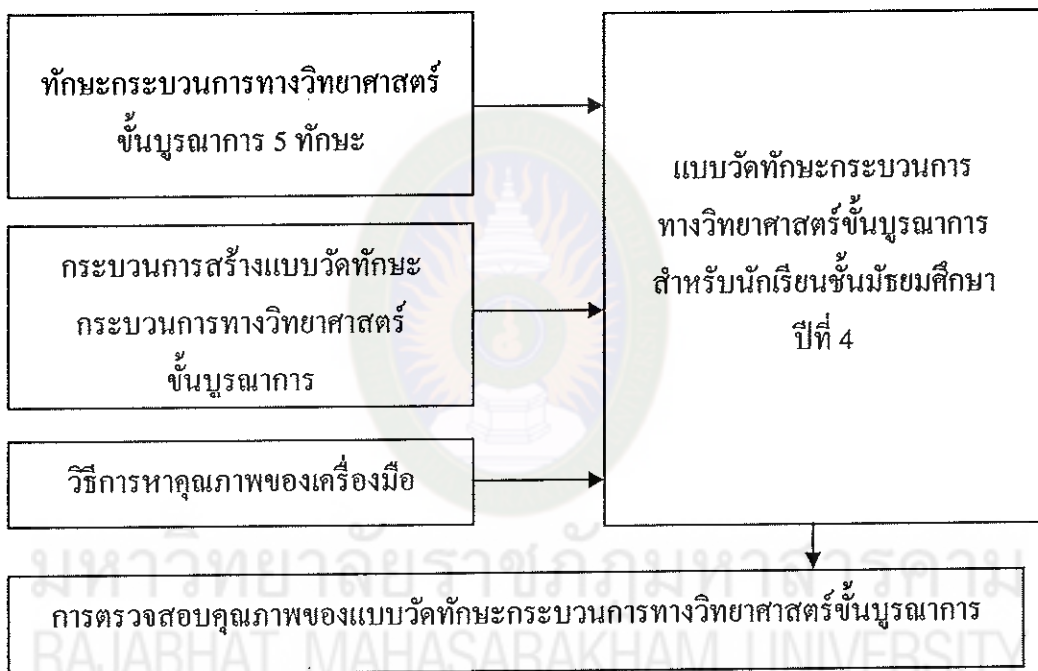 ทักษะกระบวนการทางวิทยาศาสตร์
ขั้นบูรณาการ 5 ทักษะ
กระบวนการสร้างแบบวัดทักษะ
กระบวนการทางวิทยาศาสตร์
ขั้นบูรณาการ
วิธีการหาคุณภาพของเครื่องมือ
แบบวัดทักษะกระบวนการ
ทางวิทยาศาสตร์ขั้นบูรณาการ
สำหรับนักเรียนชั้นมัธยมศึกษา
ปีที่ 4
มหาวิทยาลัยราชภัฏมหาสารคาม
การตรวจสอบคุณภาพของแบบวัดทักษะกระบวนการทางวิทยาศาสตร์ขั้นบูรณาการ
RAJABHAT MAHASARAKHAM UNIVERSITY